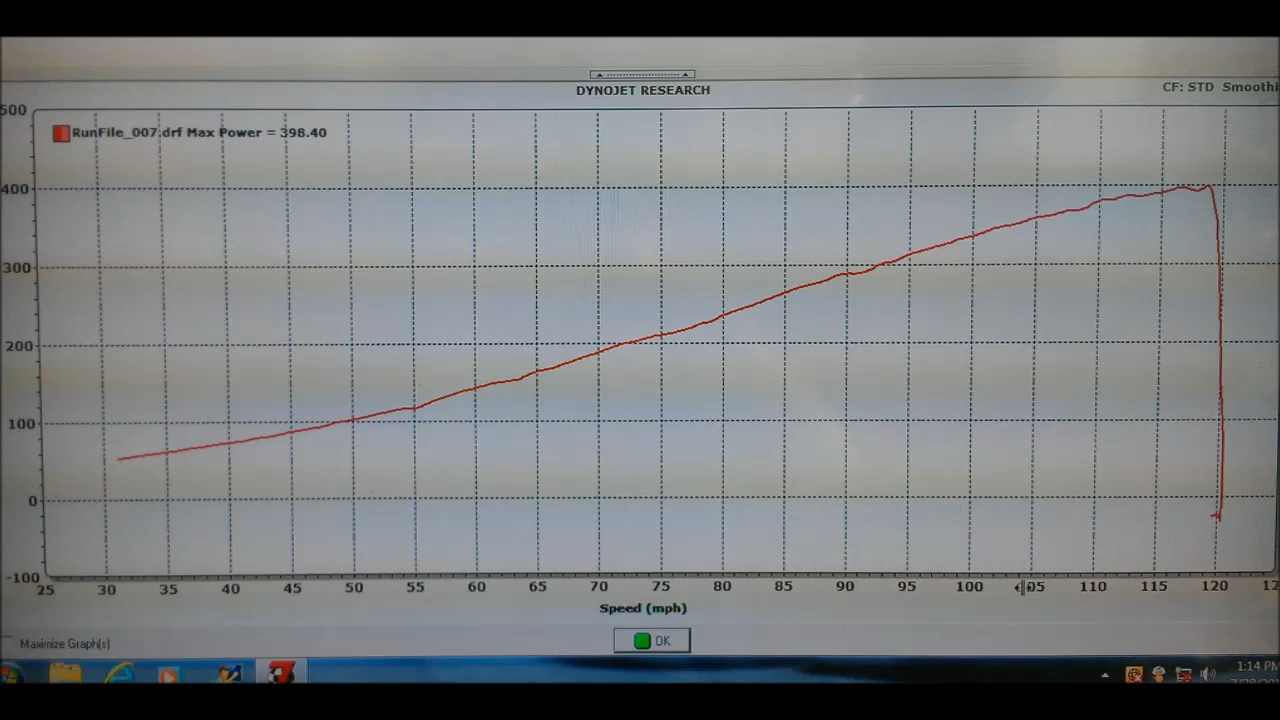 DYNOJET RESEARCH
CF: STD Smoothi
RunFile_007.drf Max Power = 398.40
500
400
300
200
100
0
-100
25 30 35 40 45 50 55 60 65 70 75 80 85 90 95 100 105 110 115 120 12
Speed (mph)
Maximize Graph(s)
OK
1:14 PM